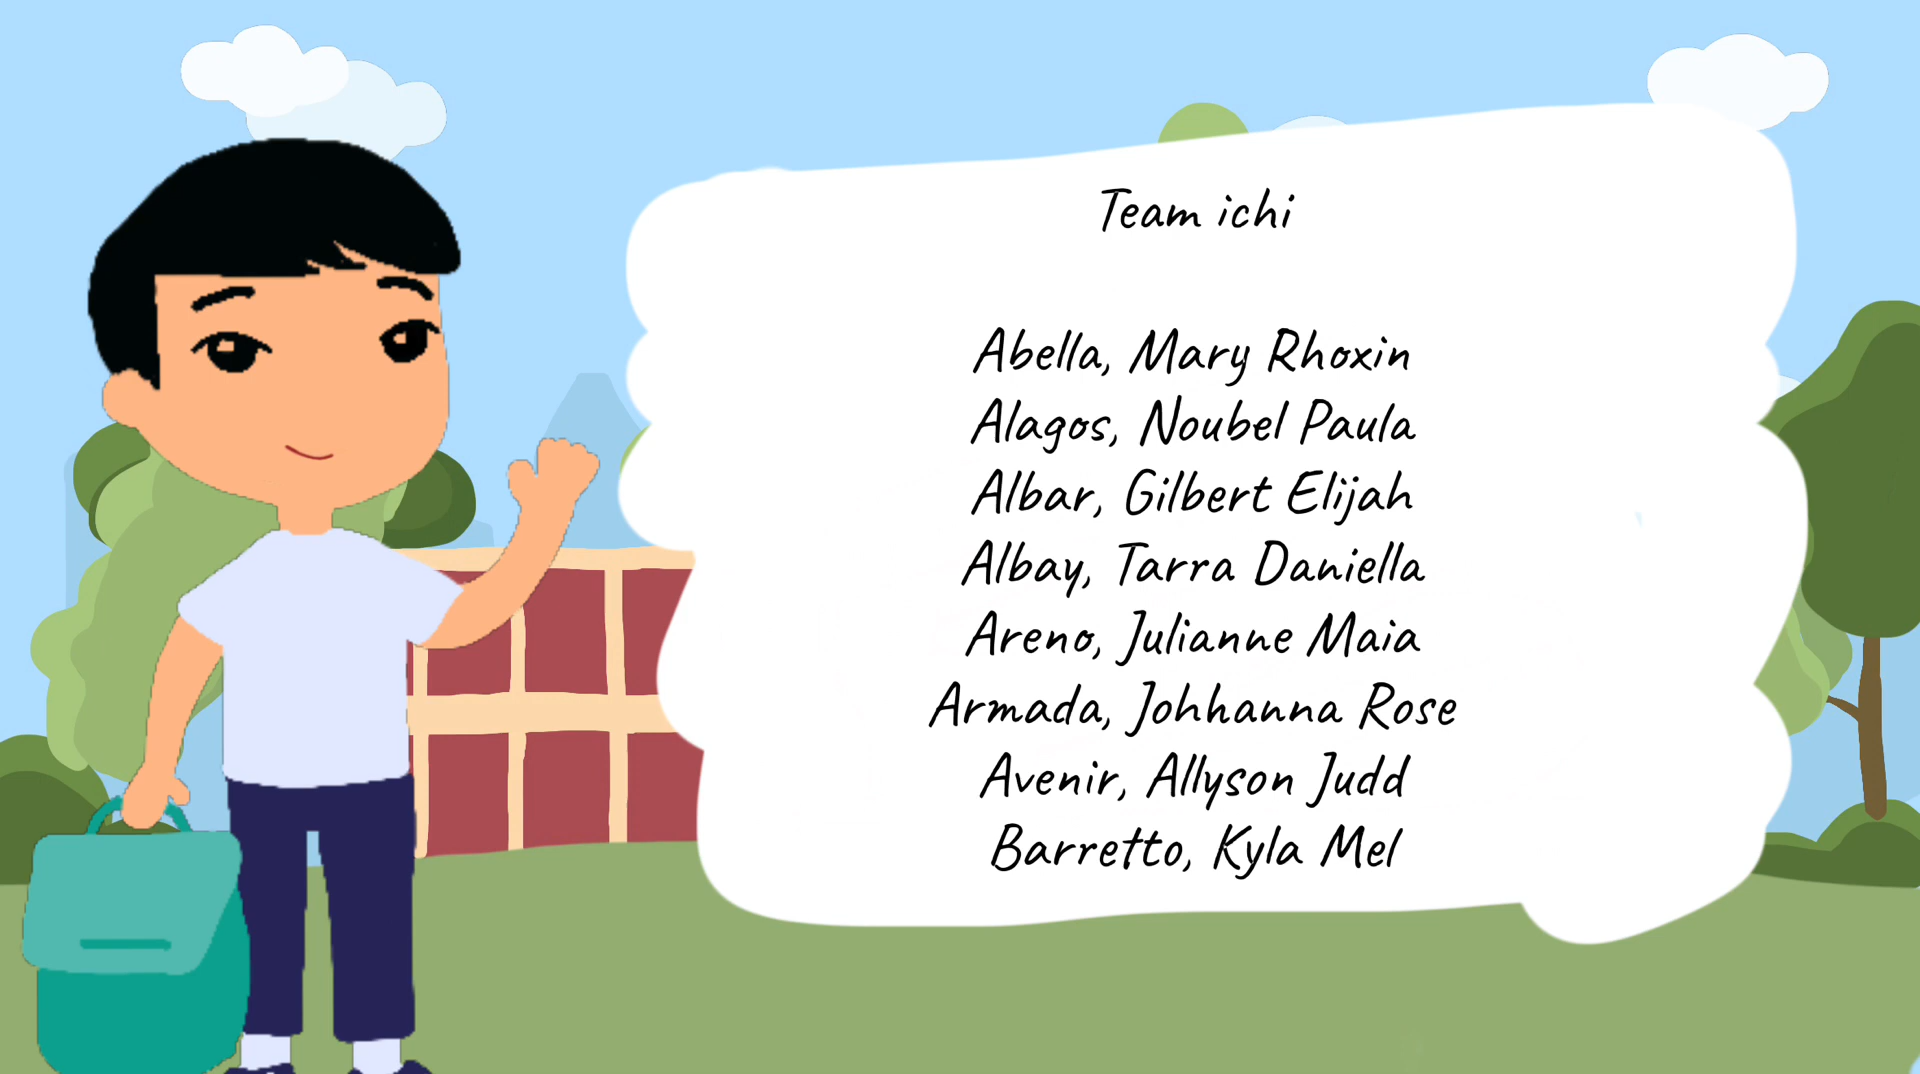 Team ichi
Abella, Mary Rhoxin
Alagos, Noubel Paula
Albar, Gilbert Elijah
Albay, Tarra Daniella
Areno, Julianne Maia
Armada, Johhanna Rose
Avenir, Allyson Judd
Barretto, Kyla Mel